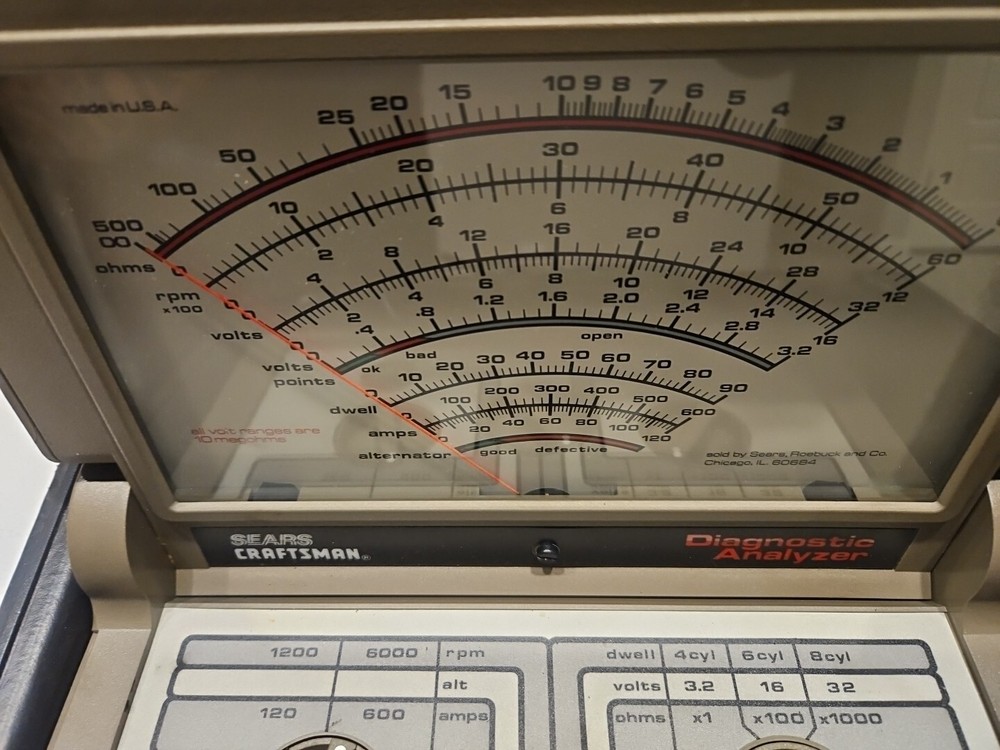 made in U.S.A.
500 100 50 25 20 15 10 9 8 7 6 5 4 3 2 1
OO
ohms
0 10 20 30 40 50 60
rpm
x100
0 2 4 6 8 10 12
0 4 8 12 16 20 24 28 32
volts
0 2 4 6 8 10 12 14 16
0 .4 .8 1.2 1.6 2.0 2.4 2.8 3.2
volts
points
ok bad open
0 10 20 30 40 50 60 70 80 90
dwell
0 100 200 300 400 500 600
amps
0 20 40 60 80 100 120
alternator good defective
all volt ranges are
10 megohms
sold by Sears, Roebuck and Co.
Chicago, IL. 60684
SEARS
CRAFTSMAN®
Diagnostic
Analyzer
1200 6000 rpm
alt
120 600 amps
dwell 4cyl 6cyl 8cyl
volts 3.2 16 32
ohms x1 x100 x1000